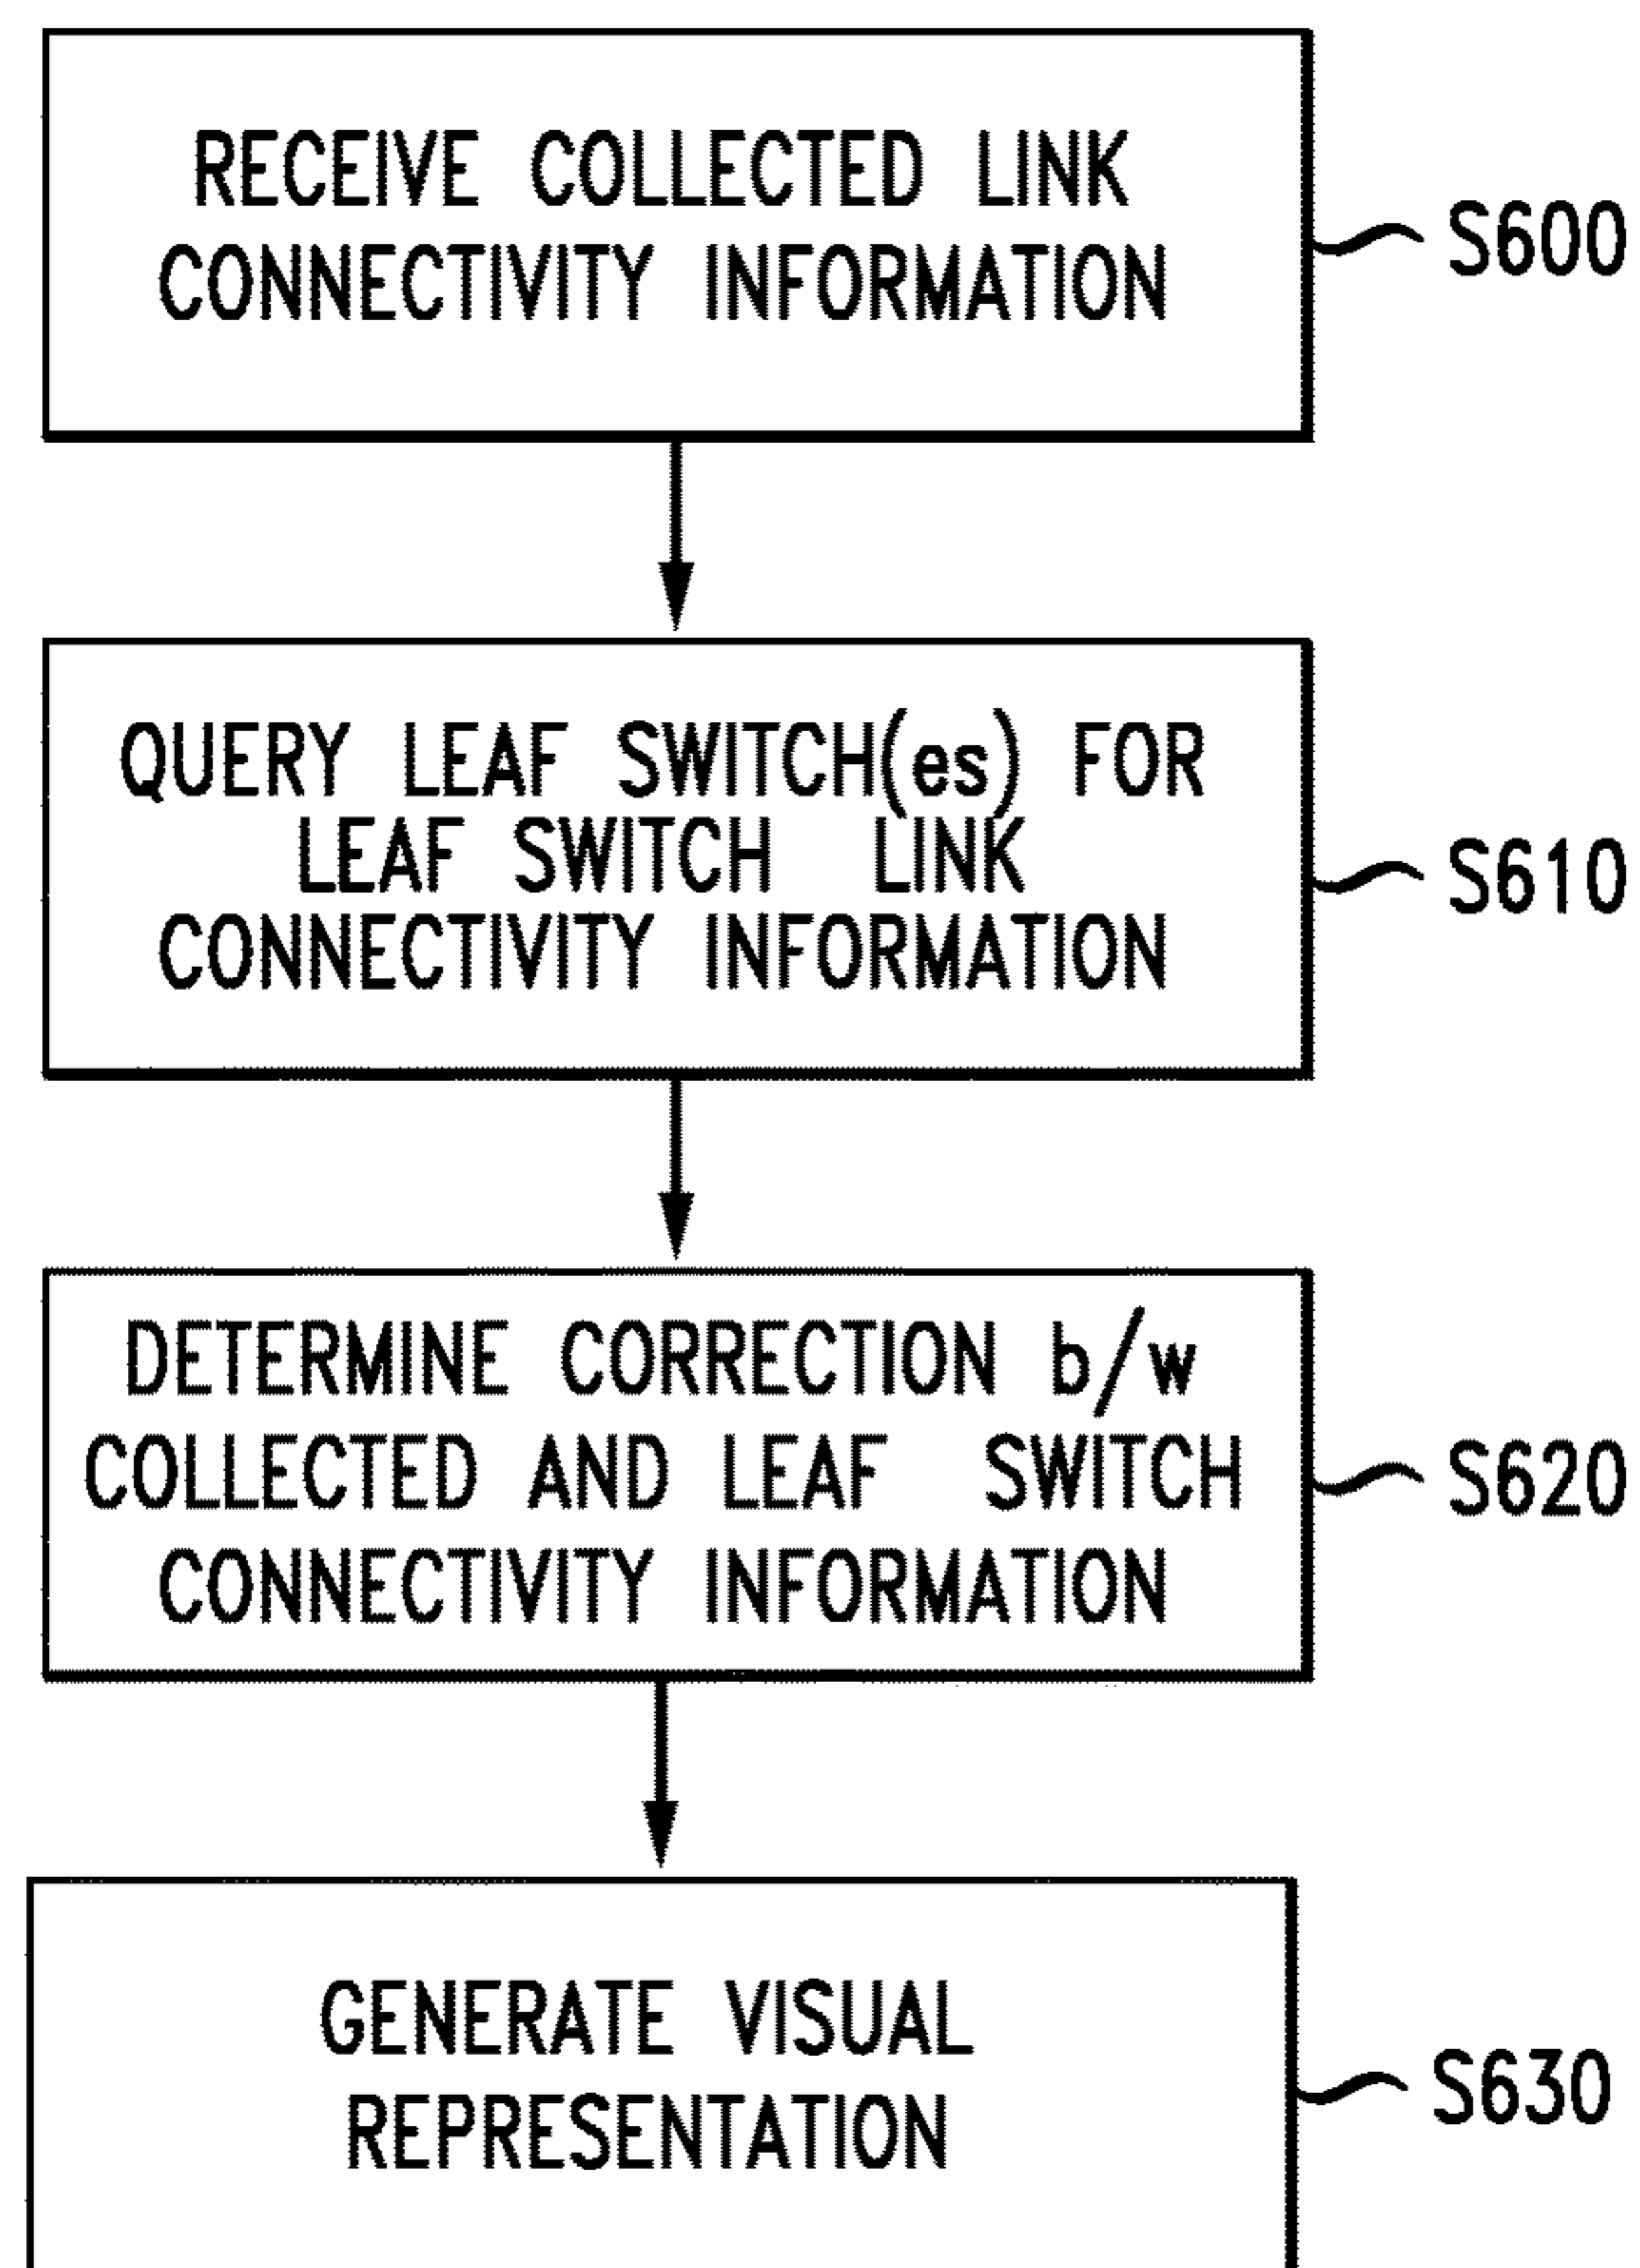 RECEIVE COLLECTED LINK
CONNECTIVITY INFORMATION
S600
QUERY LEAF SWITCH(es) FOR
LEAF SWITCH LINK
CONNECTIVITY INFORMATION
S610
DETERMINE CORRECTION b/w
COLLECTED AND LEAF SWITCH
CONNECTIVITY INFORMATION
S620
GENERATE VISUAL
REPRESENTATION
S630